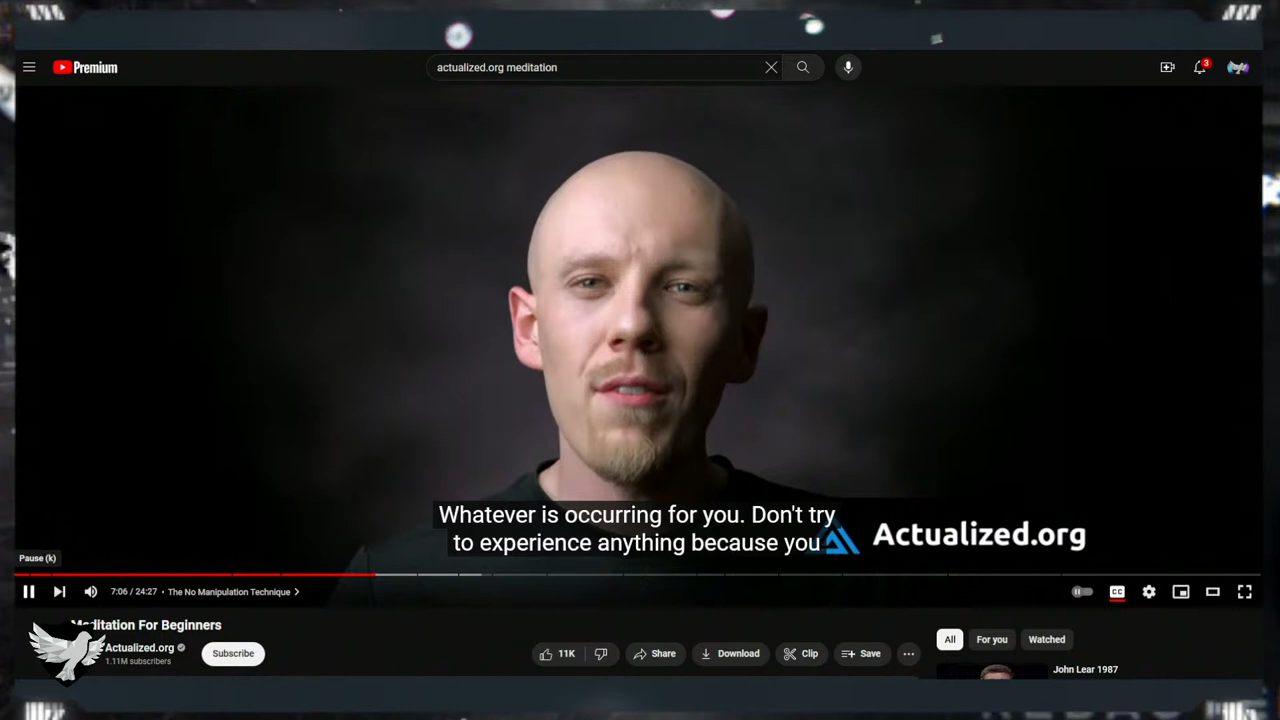 Premium
actualized.org meditation
3
Whatever is occurring for you. Don't try
to experience anything because you
Actualized.org
Pause (k)
7:06 / 24:27 • The No Manipulation Technique
CC
Meditation For Beginners
Actualized.org
1.11M subscribers
Subscribe
11K
Share
Download
Clip
Save
All
For you
Watched
John Lear 1987